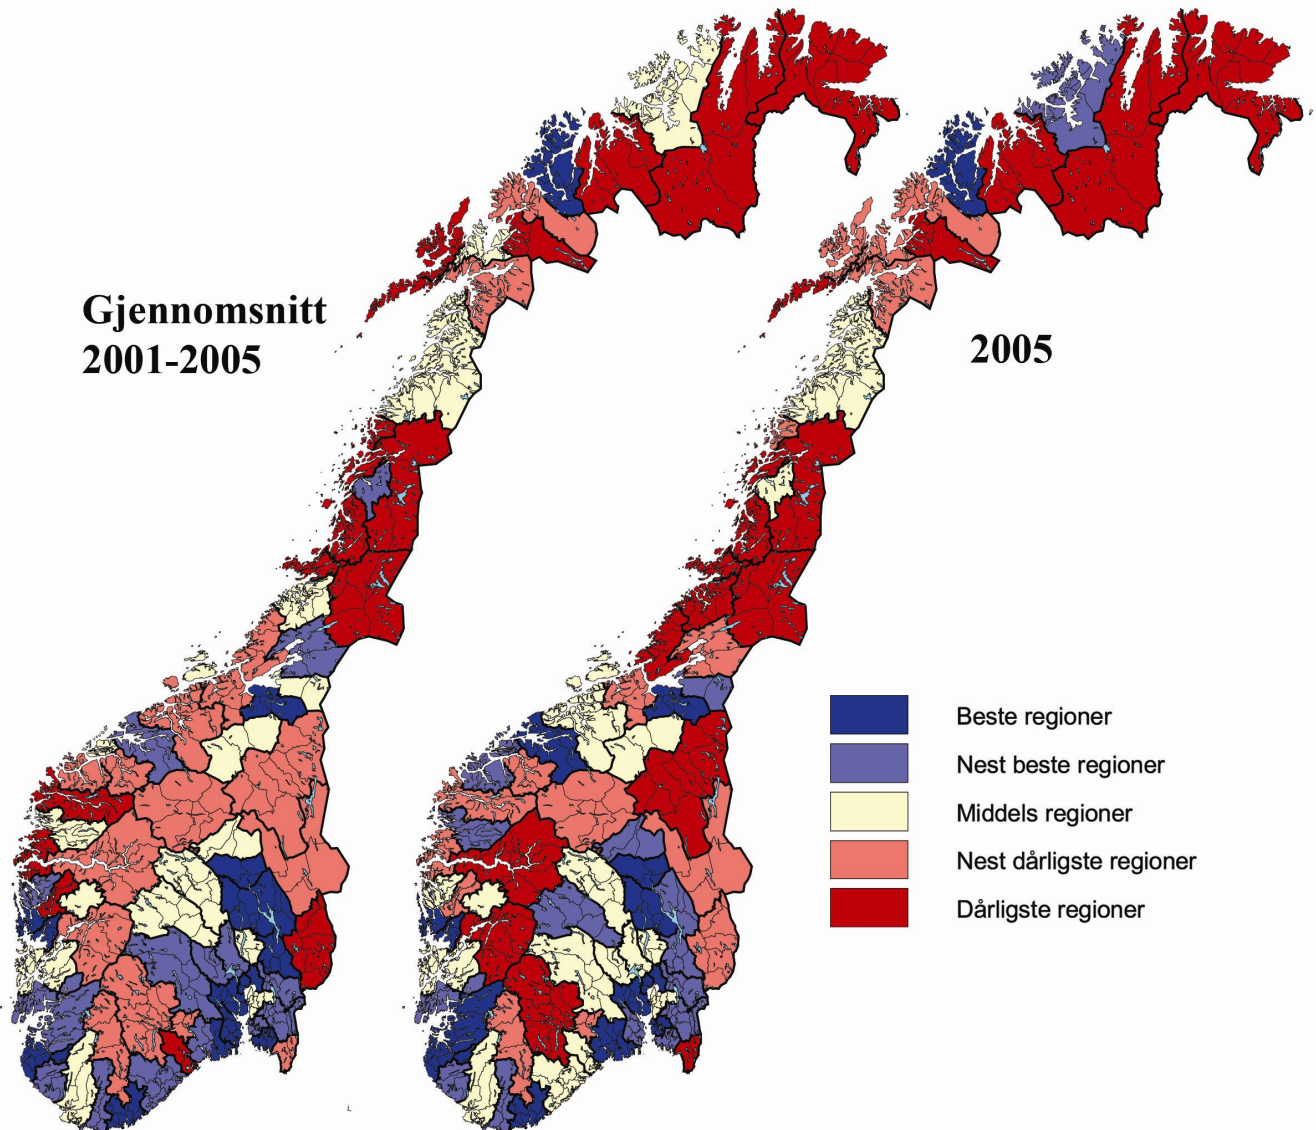 Gjennomsnitt
2001-2005
2005
Beste regioner
Nest beste regioner
Middels regioner
Nest dårligste regioner
Dårligste regioner